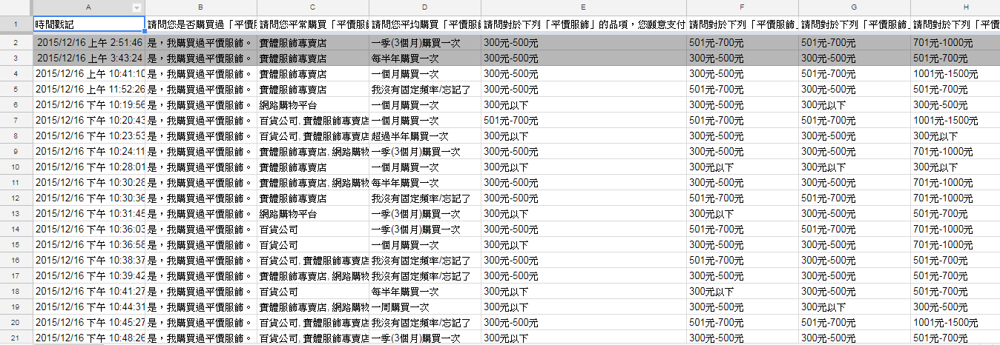 A B C D E F G H
1 時間戳記 請問您是否購買過「平價服 請問您平常購買「平價服飾 請問您平均購買「平價服飾 請問對於下列「平價服飾」的品項，您願意支付 請問對於下列「平價服飾」 請問對於下列「平價服飾」 請問對於下列「平價
2 2015/12/16 上午 2:51:46 是，我購買過平價服飾。 實體服飾專賣店 一季(3個月)購買一次 300元-500元 501元-700元 501元-700元 701元-1000元
3 2015/12/16 上午 3:43:24 是，我購買過平價服飾。 實體服飾專賣店 每半年購買一次 300元-500元 300元-500元 300元-500元 501元-700元
4 2015/12/16 上午 10:41:10 是，我購買過平價服飾。 實體服飾專賣店 一個月購買一次 300元-500元 300元-500元 501元-700元 1001元-1500元
5 2015/12/16 上午 11:52:26 是，我購買過平價服飾。 實體服飾專賣店 我沒有固定頻率/忘記了 300元-500元 501元-700元 300元-500元 501元-700元
6 2015/12/16 下午 10:19:56 是，我購買過平價服飾。 網路購物平台 一個月購買一次 300元以下 300元-500元 300元以下 300元-500元
7 2015/12/16 下午 10:20:43 是，我購買過平價服飾。 百貨公司, 實體服飾專賣店 一個月購買一次 501元-700元 501元-700元 501元-700元 1001元-1500元
8 2015/12/16 下午 10:23:53 是，我購買過平價服飾。 百貨公司, 實體服飾專賣店 超過半年購買一次 300元以下 300元-500元 300元-500元 300元以下
9 2015/12/16 下午 10:24:11 是，我購買過平價服飾。 實體服飾專賣店, 網路購物 一季(3個月)購買一次 300元-500元 300元-500元 300元-500元 701元-1000元
10 2015/12/16 下午 10:28:01 是，我購買過平價服飾。 實體服飾專賣店 一個月購買一次 300元以下 300元以下 300元以下 300元以下
11 2015/12/16 下午 10:30:28 是，我購買過平價服飾。 實體服飾專賣店, 網路購物 每半年購買一次 300元-500元 300元-500元 300元-500元 701元-1000元
12 2015/12/16 下午 10:30:36 是，我購買過平價服飾。 實體服飾專賣店 我沒有固定頻率/忘記了 300元-500元 501元-700元 501元-700元 701元-1000元
13 2015/12/16 下午 10:31:45 是，我購買過平價服飾。 網路購物平台 一季(3個月)購買一次 300元以下 300元以下 300元-500元 501元-700元
14 2015/12/16 下午 10:36:03 是，我購買過平價服飾。 百貨公司 一季(3個月)購買一次 300元-500元 501元-700元 501元-700元 701元-1000元
15 2015/12/16 下午 10:36:58 是，我購買過平價服飾。 百貨公司 一個月購買一次 300元以下 300元-500元 300元-500元 701元-1000元
16 2015/12/16 下午 10:38:37 是，我購買過平價服飾。 百貨公司, 實體服飾專賣店 我沒有固定頻率/忘記了 300元-500元 501元-700元 300元-500元 501元-700元
17 2015/12/16 下午 10:39:42 是，我購買過平價服飾。 實體服飾專賣店, 網路購物 我沒有固定頻率/忘記了 300元-500元 300元-500元 300元-500元 501元-700元
18 2015/12/16 下午 10:41:27 是，我購買過平價服飾。 百貨公司 每半年購買一次 300元以下 300元以下 300元-500元 501元-700元
19 2015/12/16 下午 10:44:31 是，我購買過平價服飾。 實體服飾專賣店, 網路購物 一周購買一次 300元以下 300元-500元 300元以下 300元-500元
20 2015/12/16 下午 10:45:27 是，我購買過平價服飾。 百貨公司, 實體服飾專賣店 我沒有固定頻率/忘記了 300元-500元 501元-700元 501元-700元 1001元-1500元
21 2015/12/16 下午 10:48:26 是，我購買過平價服飾。 百貨公司, 實體服飾專賣店 一季(3個月)購買一次 300元以下 300元-500元 300元-500元 501元-700元